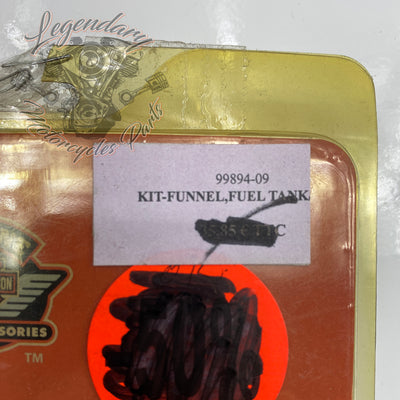 Legendary
Motorcycles Parts
99894-09
KIT-FUNNEL,FUEL TANK
SORIES
TM